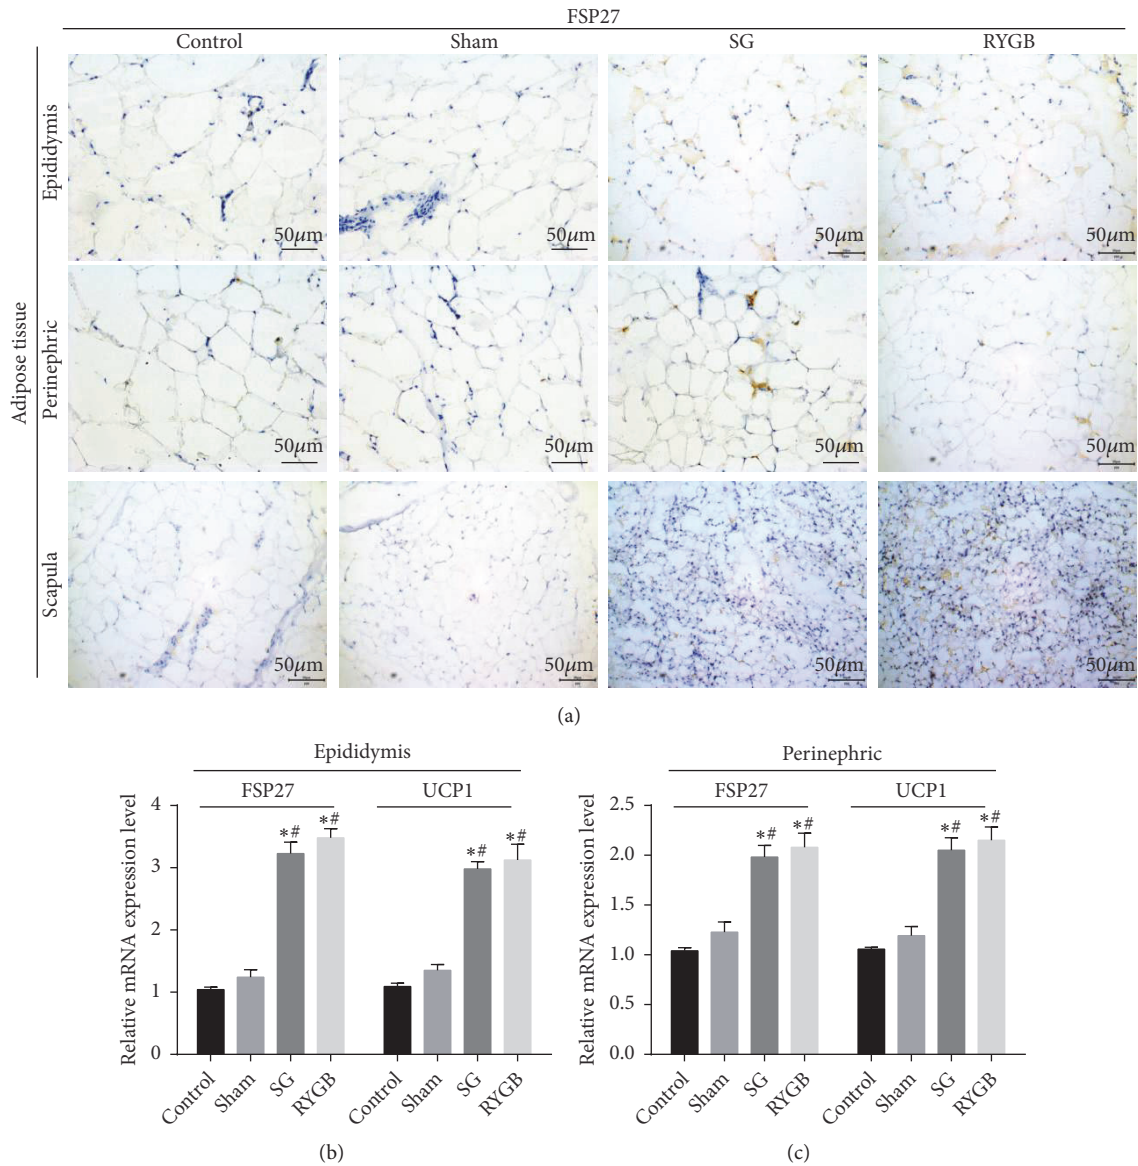 FSP27
Control Sham SG RYGB
Adipose tissue
Epididymis
50μm 50μm 50μm 50μm
Perinephric
50μm 50μm 50μm 50μm
Scapula
50μm 50μm 50μm 50μm
(a)
Epididymis
FSP27 UCP1
Relative mRNA expression level
4
3
2
1
0
*# *# *# *#
Control Sham SG RYGB Control Sham SG RYGB
(b)
Perinephric
FSP27 UCP1
Relative mRNA expression level
2.5
2.0
1.5
1.0
0.5
0.0
*# *# *# *#
Control Sham SG RYGB Control Sham SG RYGB
(c)